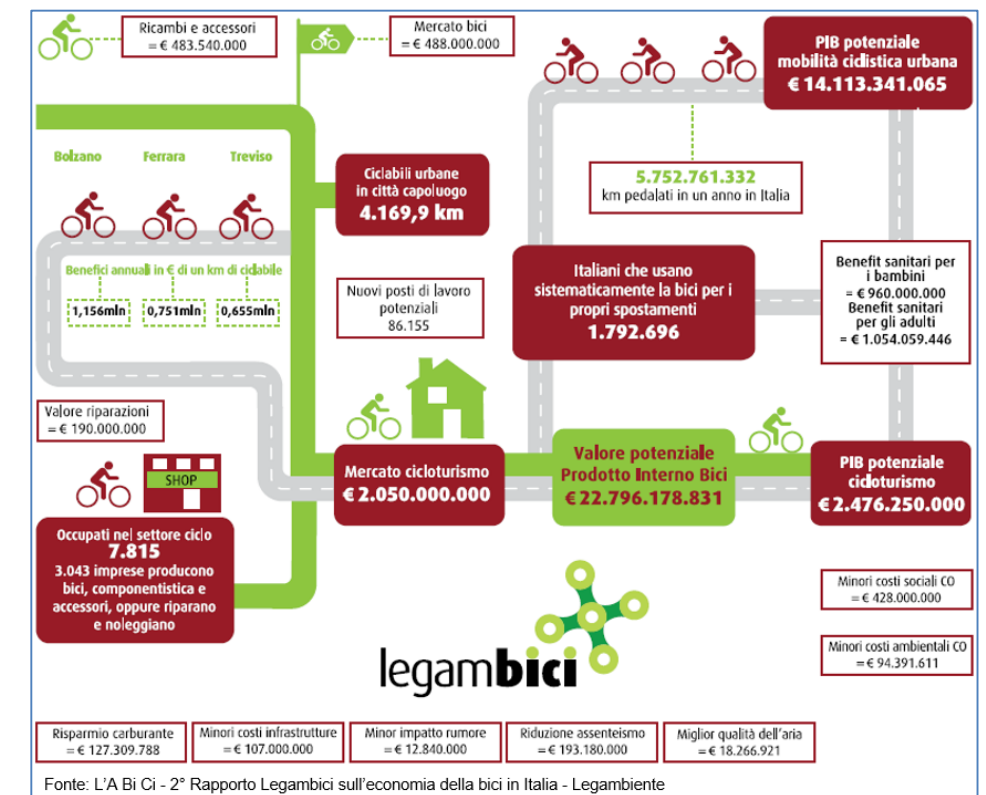 Ricambi e accessori
= € 483.540.000
Mercato bici
= € 488.000.000
PIB potenziale
mobilità ciclistica urbana
€ 14.113.341.065
Bolzano
Ferrara
Treviso
Ciclabili urbane
in città capoluogo
4.169,9 km
5.752.761.332
km pedalati in un anno in Italia
Benefici annuali in € di un km di ciclabile
1,156mln
0,751mln
0,655mln
Nuovi posti di lavoro
potenziali
86.155
Italiani che usano
sistematicamente la bici per i
propri spostamenti
1.792.696
Benefit sanitari per
i bambini
= € 960.000.000
Benefit sanitari
per gli adulti
= € 1.054.059.446
Valore riparazioni
= € 190.000.000
SHOP
Mercato cicloturismo
€ 2.050.000.000
Valore potenziale
Prodotto Interno Bici
€ 22.796.178.831
PIB potenziale
cicloturismo
€ 2.476.250.000
Occupati nel settore ciclo
7.815
3.043 imprese producono
bici, componentistica e
accessori, oppure riparano
e noleggiano
Minori costi sociali CO
= € 428.000.000
Minori costi ambientali CO
= € 94.391.611
legambici
Risparmio carburante
= € 127.309.788
Minori costi infrastrutture
= € 107.000.000
Minor impatto rumore
= € 12.840.000
Riduzione assenteismo
= € 193.180.000
Miglior qualità dell'aria
= € 18.266.921
Fonte: L'A Bi Ci - 2° Rapporto Legambici sull'economia della bici in Italia - Legambiente